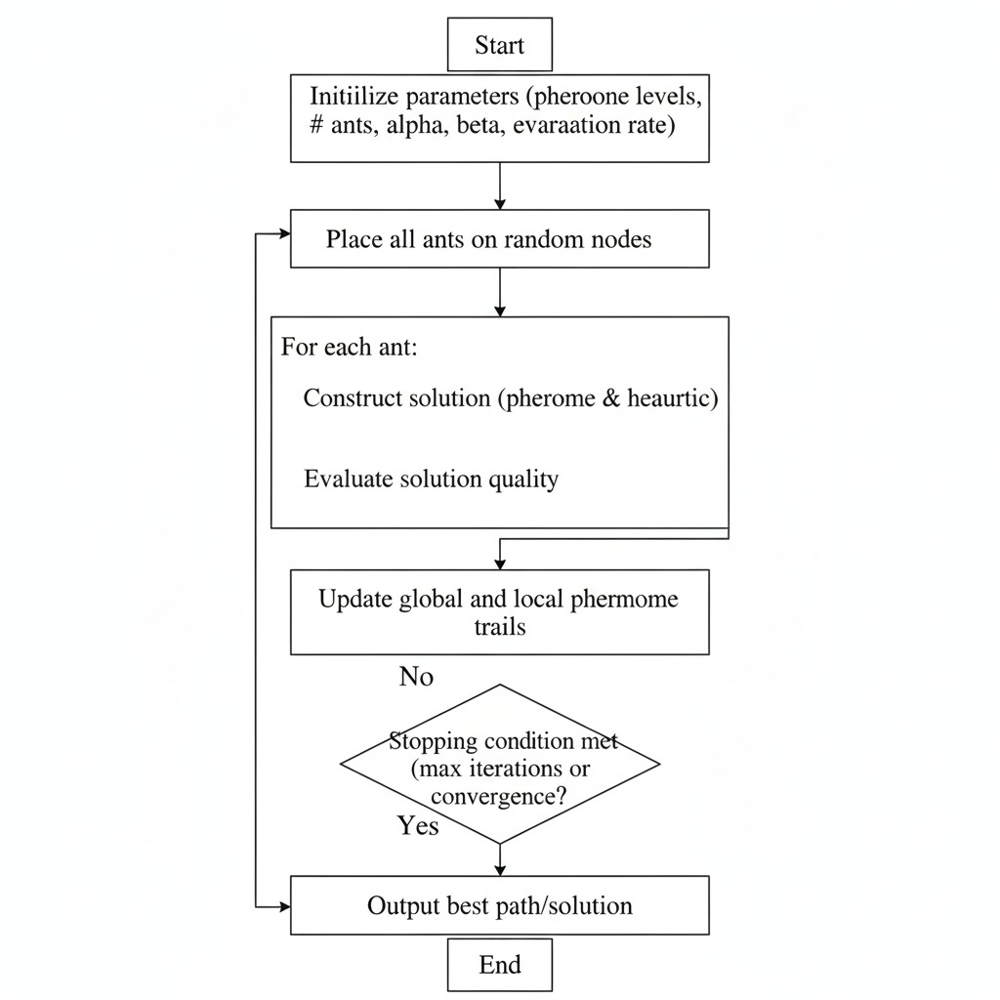 Start
Initiilize parameters (pheroone levels,
# ants, alpha, beta, evaraation rate)
Place all ants on random nodes
For each ant:
Construct solution (pherome & heaurtic)
Evaluate solution quality
Update global and local phermome
trails
No
Stopping condition met
(max iterations or
convergence?
Yes
Output best path/solution
End